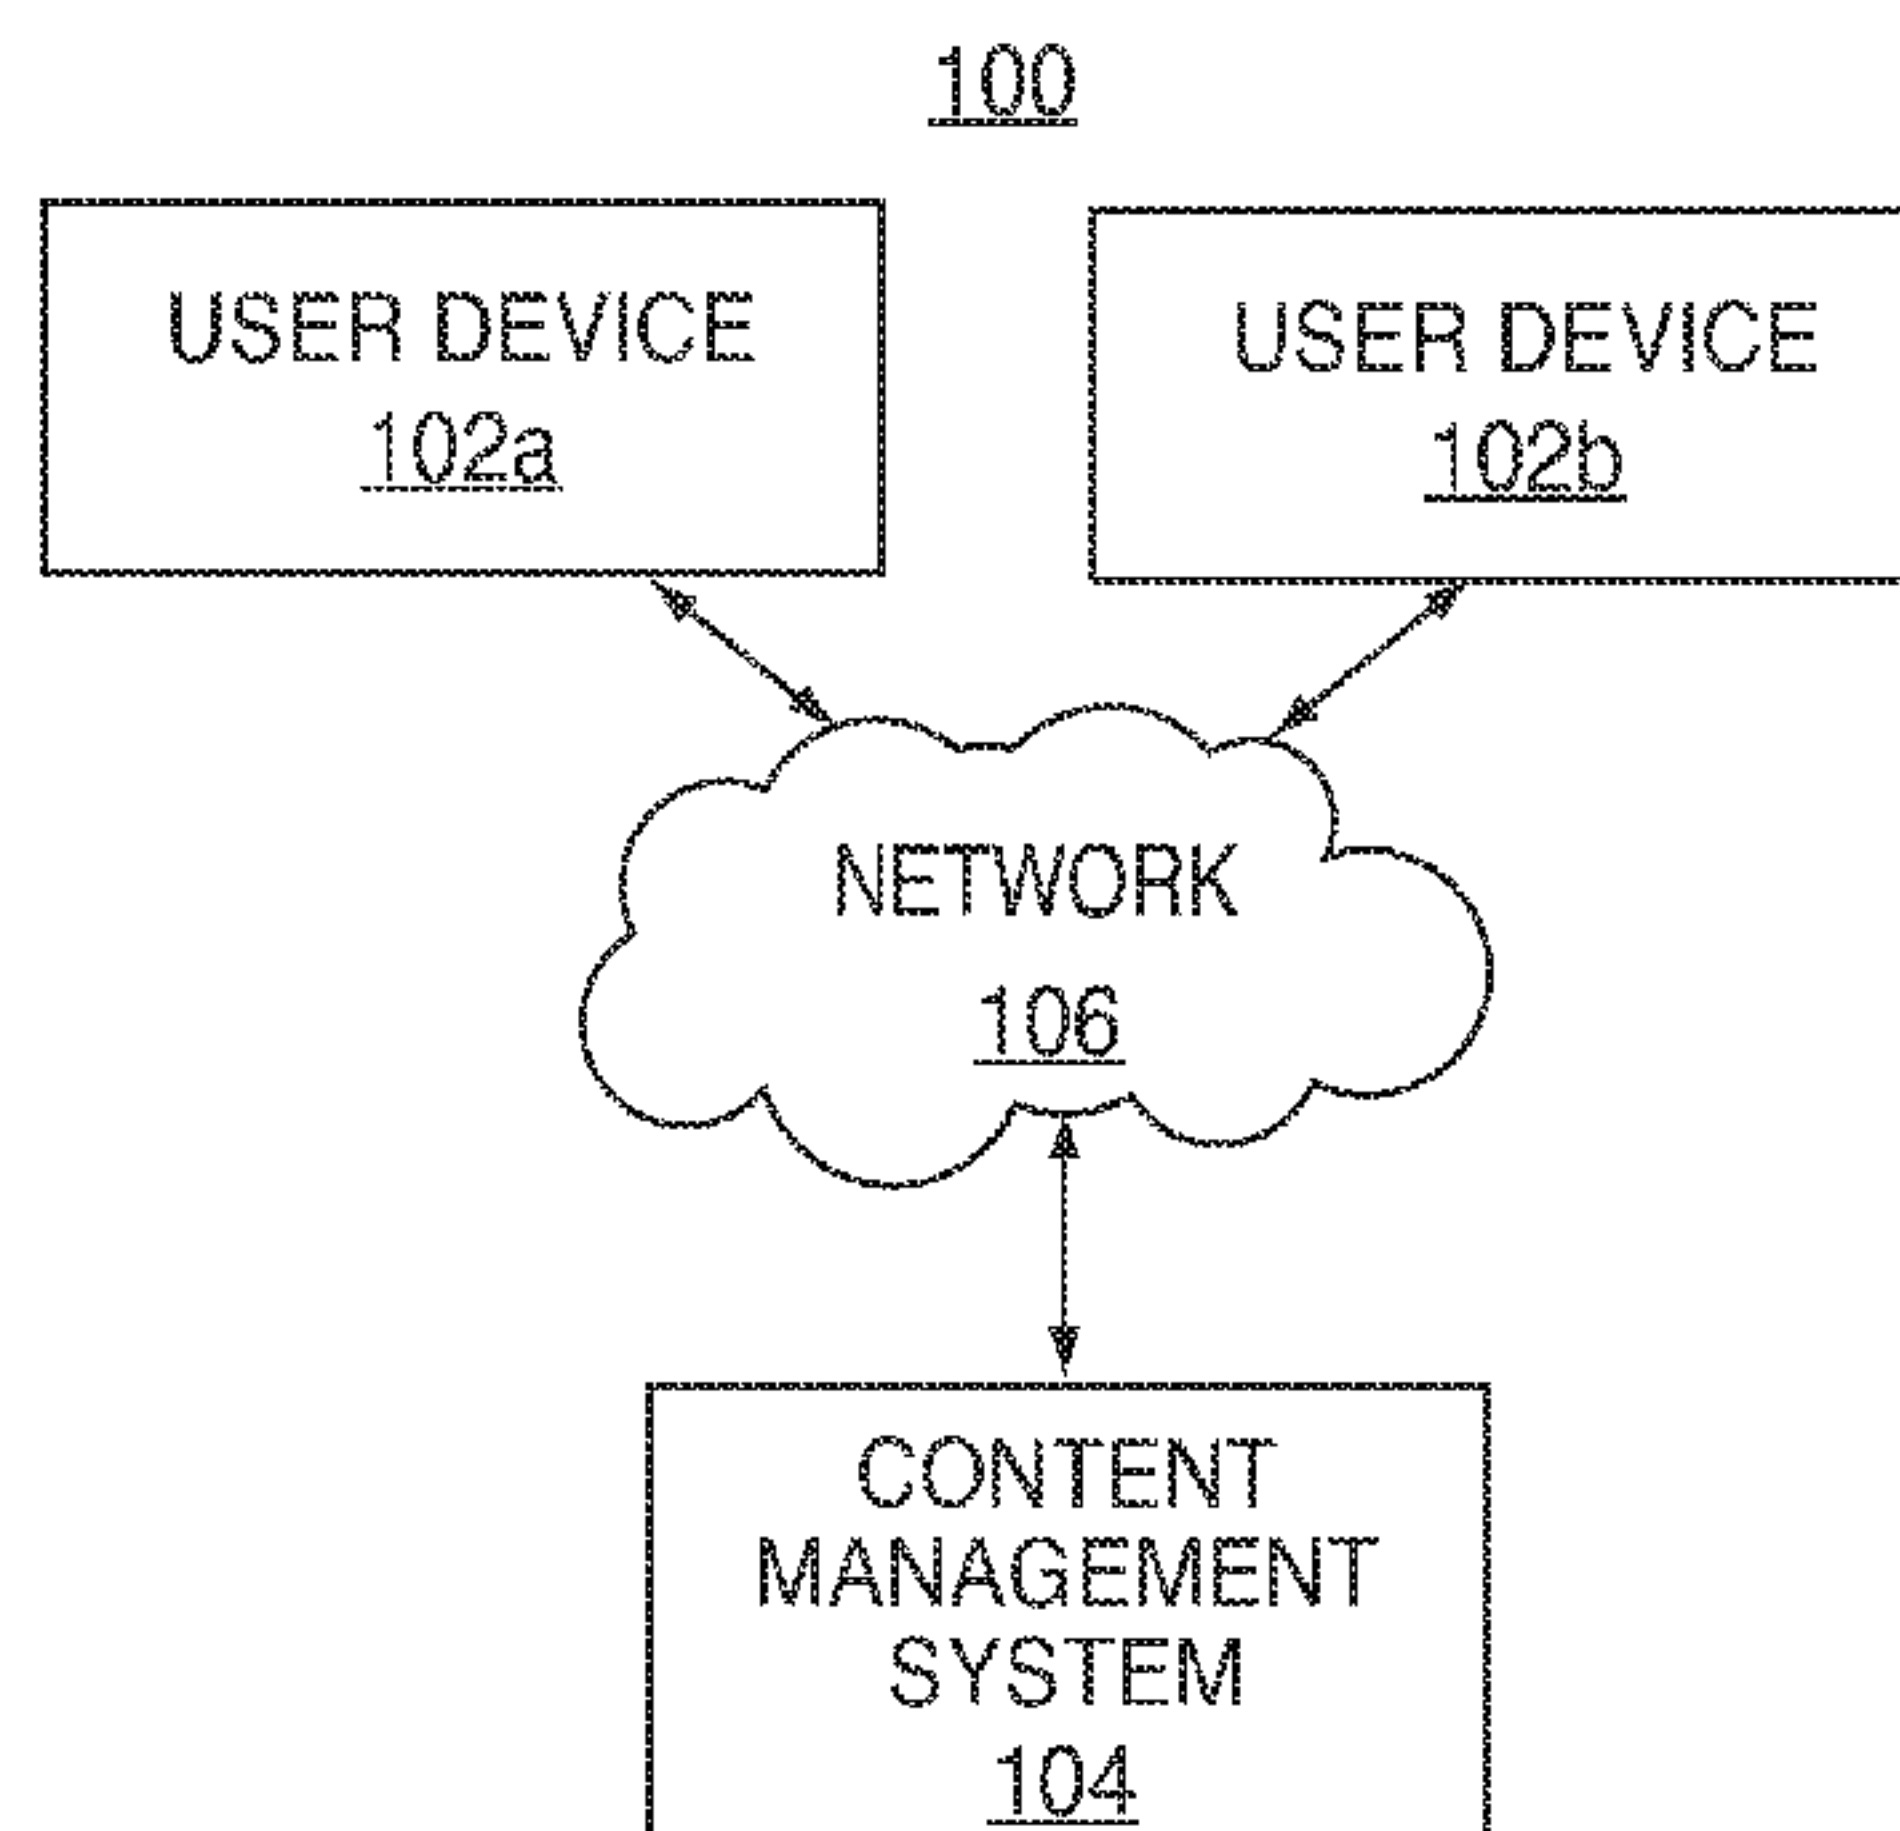 100
USER DEVICE
102a
USER DEVICE
102b
NETWORK
106
CONTENT
MANAGEMENT
SYSTEM
104